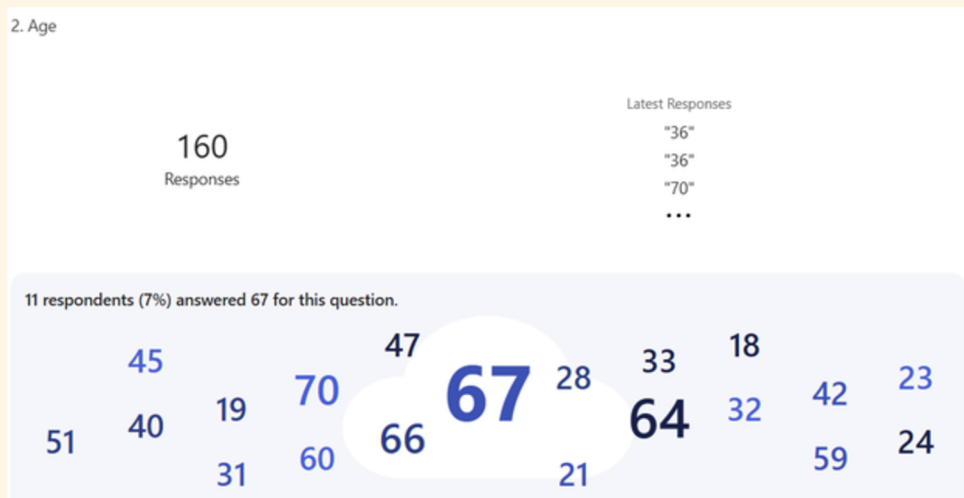 2. Age
160
Responses
Latest Responses
"36"
"36"
"70"
...
11 respondents (7%) answered 67 for this question.
47 18
45 33
67 28 23
70 42
19 64 32
40 66
51 24
60 59
31 21